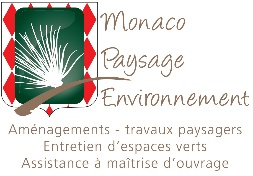 Monaco
Paysage
Environnement
Aménagements - travaux paysagers
Entretien d'espaces verts
Assistance à maîtrise d'ouvrage